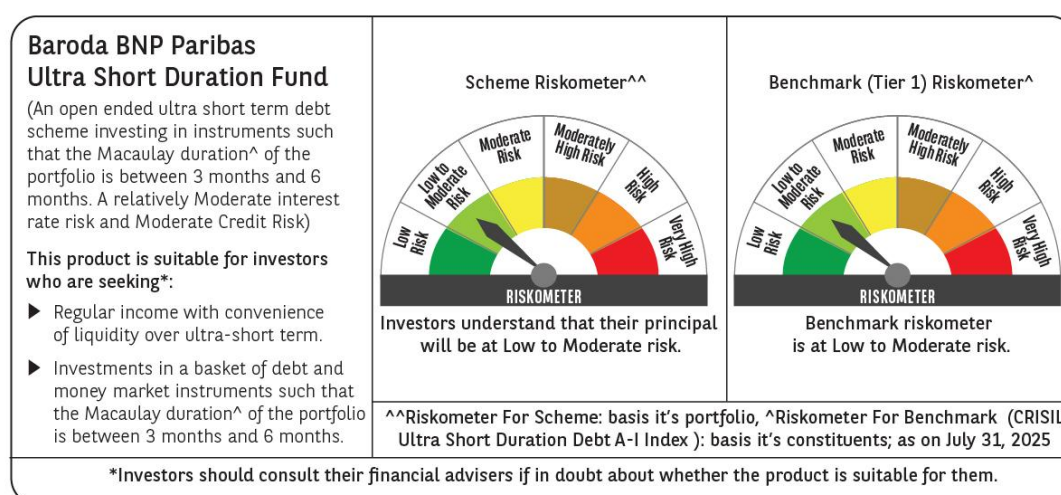 Baroda BNP Paribas
Ultra Short Duration Fund
(An open ended ultra short term debt
scheme investing in instruments such
that the Macaulay duration^ of the
portfolio is between 3 months and 6
months. A relatively Moderate interest
rate risk and Moderate Credit Risk)
This product is suitable for investors
who are seeking*:
▶ Regular income with convenience
of liquidity over ultra-short term.
▶ Investments in a basket of debt and
money market instruments such that
the Macaulay duration^ of the portfolio
is between 3 months and 6 months.
Scheme Riskometer^^
Low
Risk
Low to
Moderate
Risk
Moderate
Risk
Moderately
High Risk
High
Risk
Very High
Risk
RISKOMETER
Investors understand that their principal
will be at Low to Moderate risk.
Benchmark (Tier 1) Riskometer^
Low
Risk
Low to
Moderate
Risk
Moderate
Risk
Moderately
High Risk
High
Risk
Very High
Risk
RISKOMETER
Benchmark riskometer
is at Low to Moderate risk.
^^Riskometer For Scheme: basis it's portfolio, ^Riskometer For Benchmark (CRISIL
Ultra Short Duration Debt A-I Index ): basis it's constituents; as on July 31, 2025
*Investors should consult their financial advisers if in doubt about whether the product is suitable for them.